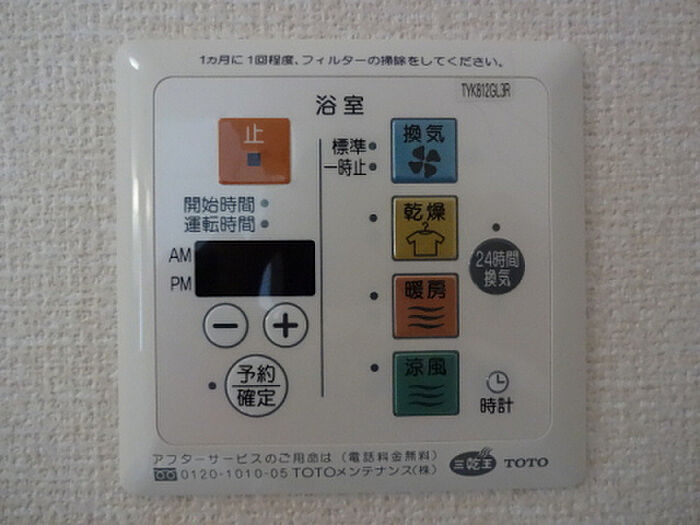 1ヵ月に1回程度、フィルターの掃除をしてください。
TYK812GL3R
浴室
止
換気
標準
一時止
開始時間
運転時間
乾燥
AM
PM
24時間
換気
暖房
予約
確定
涼風
時計
アフターサービスのご用命は(電話料金無料)
0120-1010-05 TOTOメンテナンス(株)
三乾王 TOTO